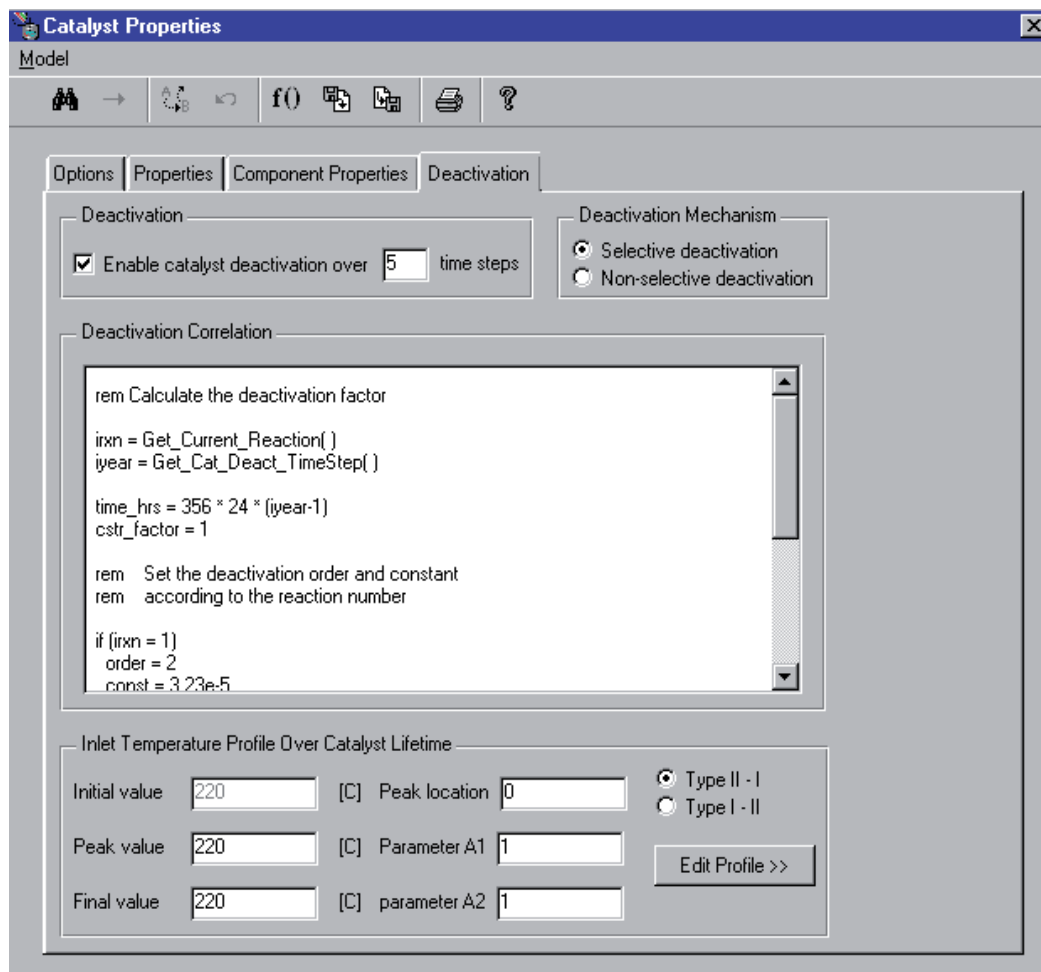 Catalyst Properties
Model
A B f() ?
Options Properties Component Properties Deactivation
Deactivation
Enable catalyst deactivation over 5 time steps
Deactivation Mechanism
Selective deactivation
Non-selective deactivation
Deactivation Correlation
rem Calculate the deactivation factor
irxn = Get_Current_Reaction( )
iyear = Get_Cat_Deact_TimeStep( )
time_hrs = 356 * 24 * (iyear-1)
cstr_factor = 1
rem Set the deactivation order and constant
rem according to the reaction number
if (irxn = 1)
order = 2
const = 3.23e-5
Inlet Temperature Profile Over Catalyst Lifetime
Initial value 220 [C] Peak location 0
Peak value 220 [C] Parameter A1 1
Final value 220 [C] parameter A2 1
Type II - I
Type I - II
Edit Profile >>